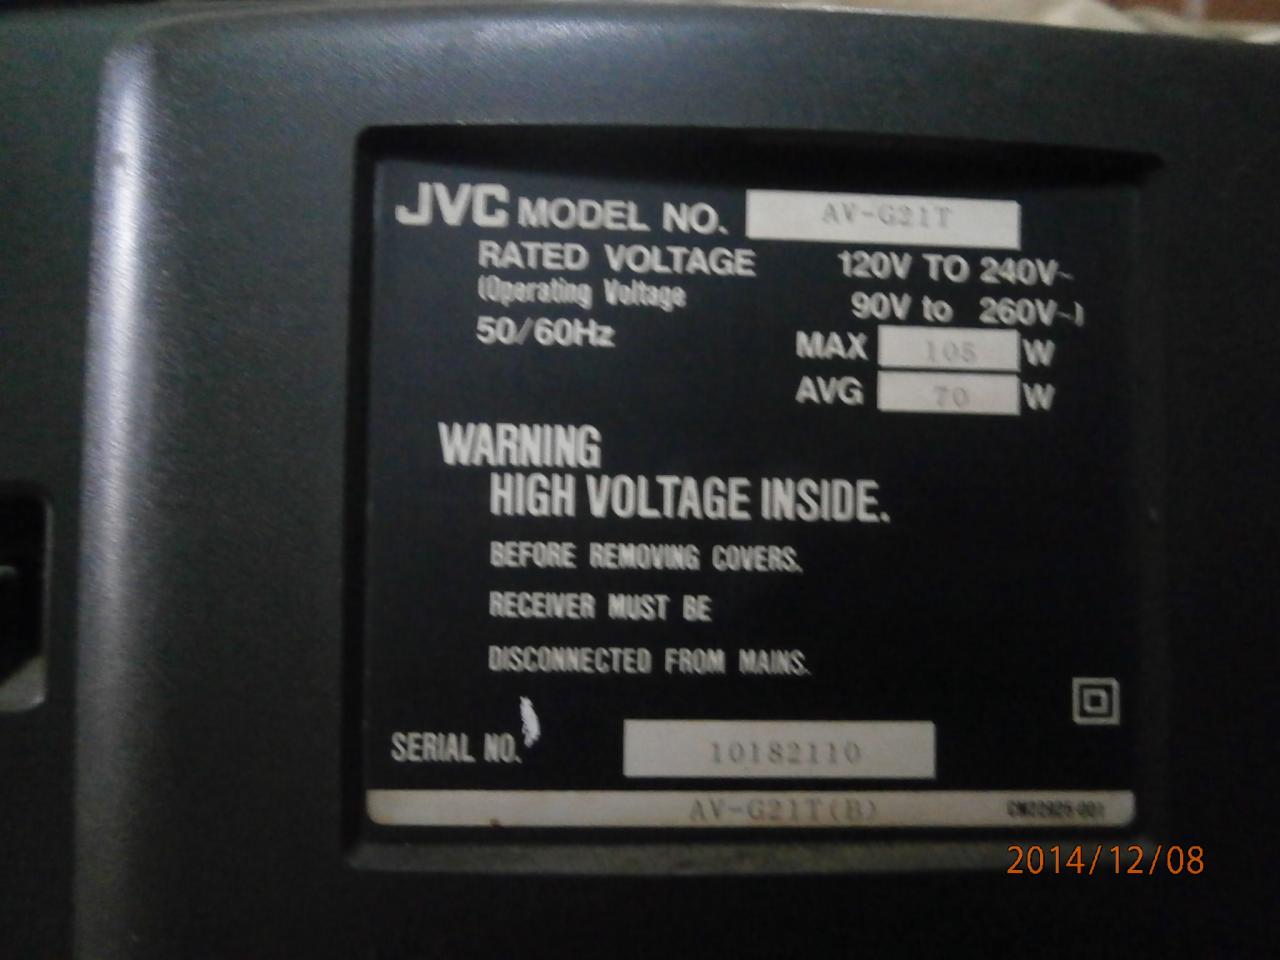 JVC MODEL NO. AV-G21T
RATED VOLTAGE 120V TO 240V~
(Operating Voltage 90V to 260V~)
50/60Hz
MAX 105 W
AVG 70 W
WARNING
HIGH VOLTAGE INSIDE.
BEFORE REMOVING COVERS.
RECEIVER MUST BE
DISCONNECTED FROM MAINS.
SERIAL NO. 10182110
AV-G21T(B)
2014/12/08